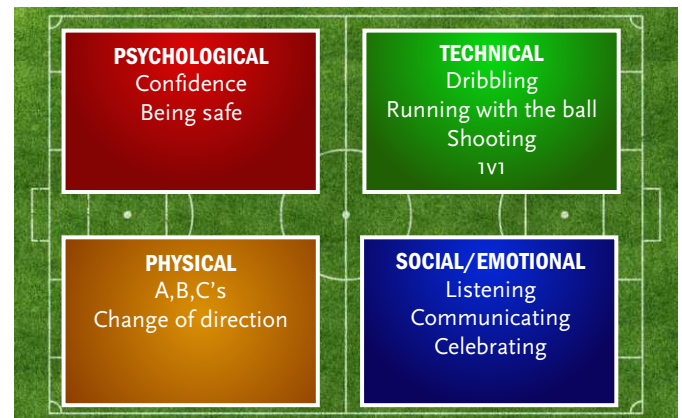 PSYCHOLOGICAL
Confidence
Being safe
TECHNICAL
Dribbling
Running with the ball
Shooting
1v1
PHYSICAL
A,B,C's
Change of direction
SOCIAL/EMOTIONAL
Listening
Communicating
Celebrating